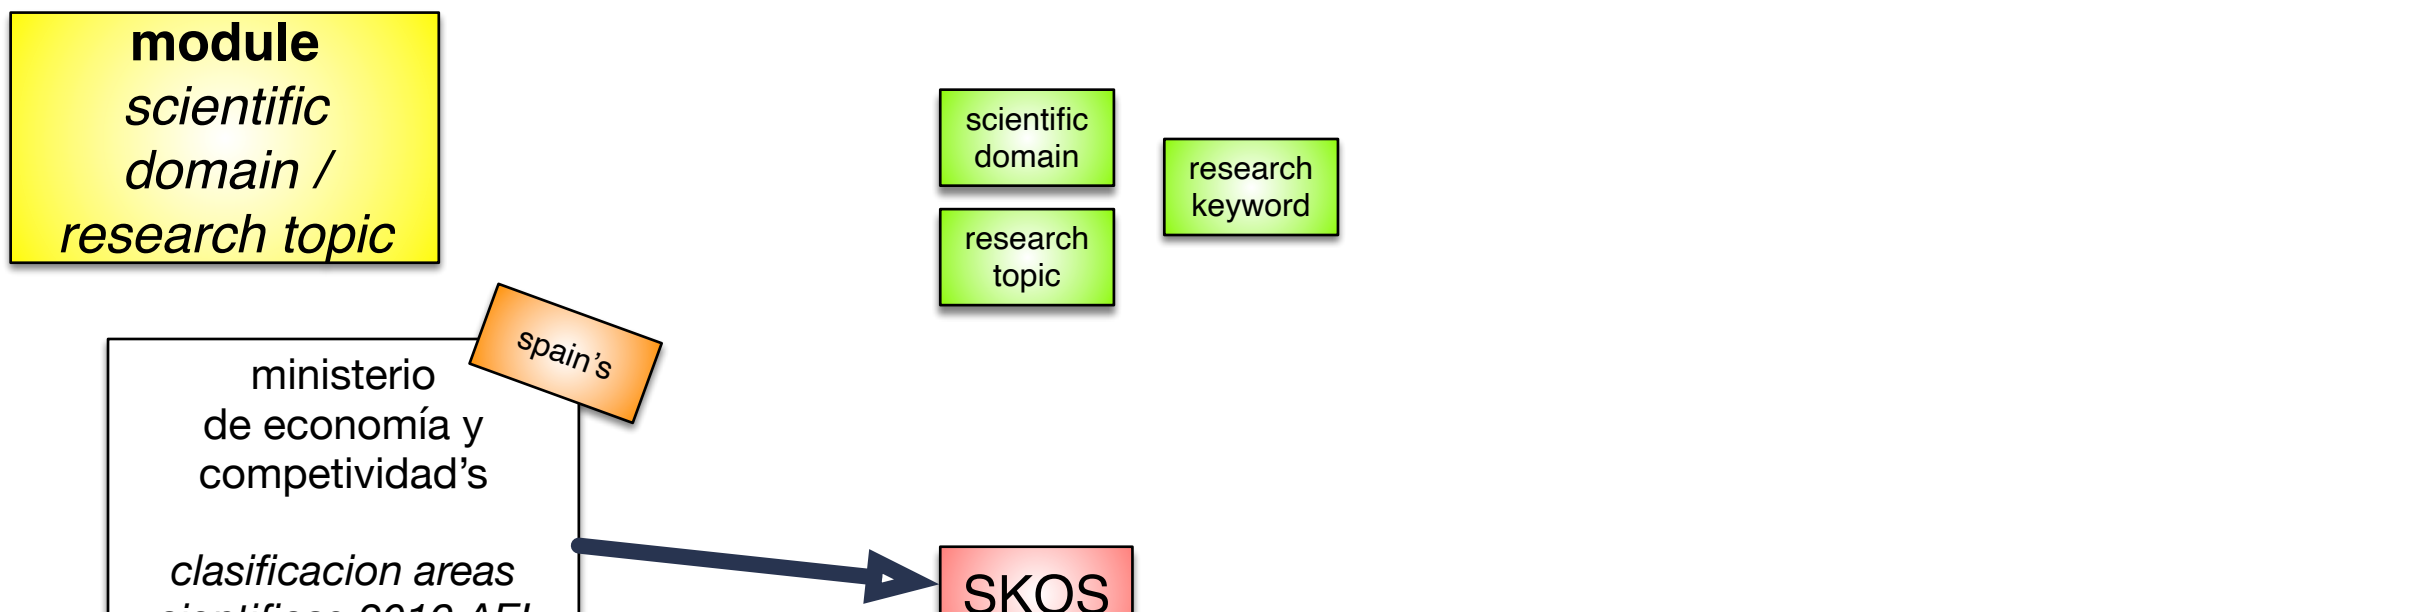 module
scientific
domain /
research topic
scientific
domain
research
keyword
research
topic
spain's
ministerio
de economía y
competividad's
clasificacion areas
SKOS